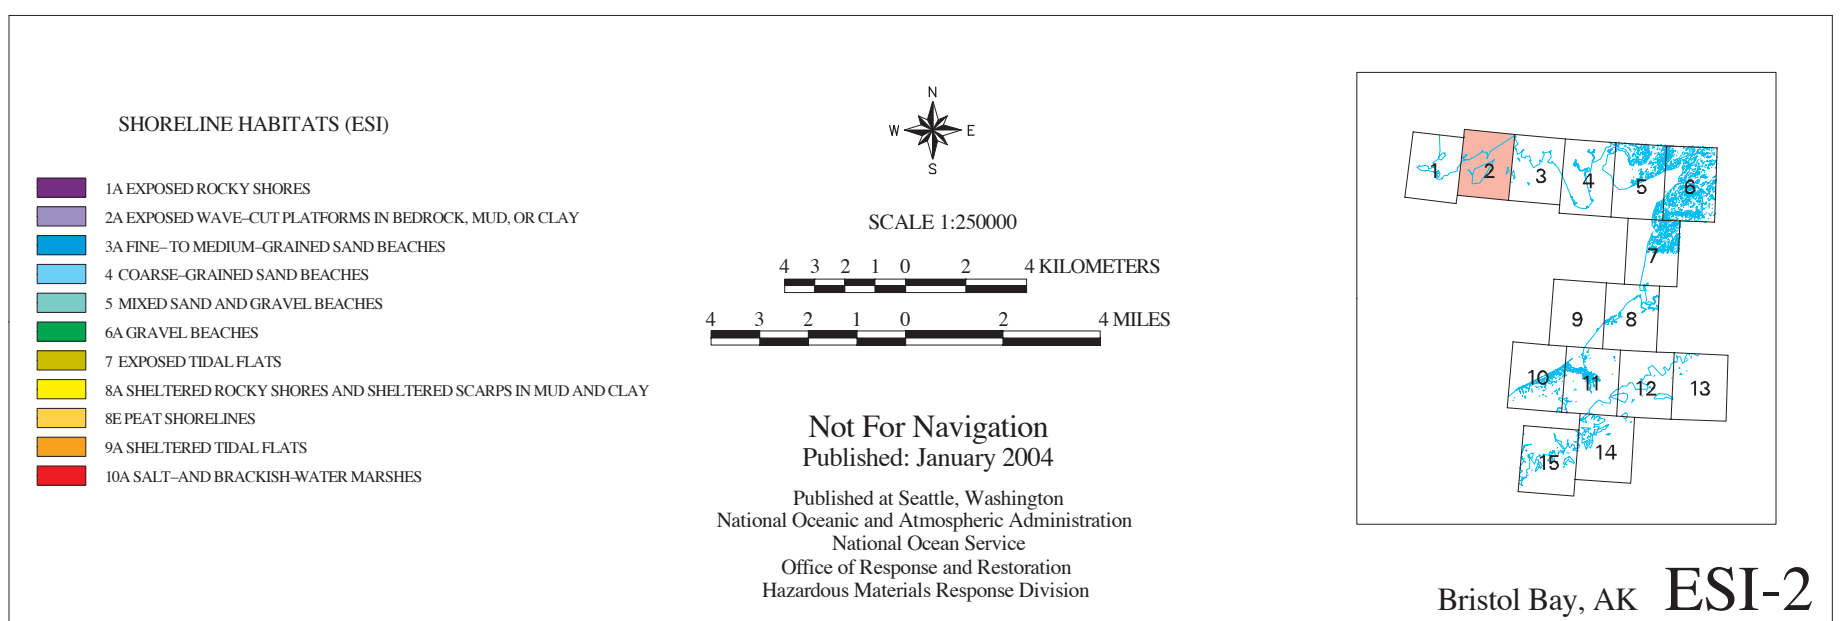 SHORELINE HABITATS (ESI)
1A EXPOSED ROCKY SHORES
2A EXPOSED WAVE–CUT PLATFORMS IN BEDROCK, MUD, OR CLAY
3A FINE– TO MEDIUM–GRAINED SAND BEACHES
4 COARSE–GRAINED SAND BEACHES
5 MIXED SAND AND GRAVEL BEACHES
6A GRAVEL BEACHES
7 EXPOSED TIDAL FLATS
8A SHELTERED ROCKY SHORES AND SHELTERED SCARPS IN MUD AND CLAY
8E PEAT SHORELINES
9A SHELTERED TIDAL FLATS
10A SALT–AND BRACKISH–WATER MARSHES
N
W E
S
SCALE 1:250000
4 3 2 1 0 2 4 KILOMETERS
4 3 2 1 0 2 4 MILES
Not For Navigation
Published: January 2004
Published at Seattle, Washington
National Oceanic and Atmospheric Administration
National Ocean Service
Office of Response and Restoration
Hazardous Materials Response Division
1 2 3 4 5 6
7
9 8
10 11 12 13
15 14
Bristol Bay, AK ESI-2